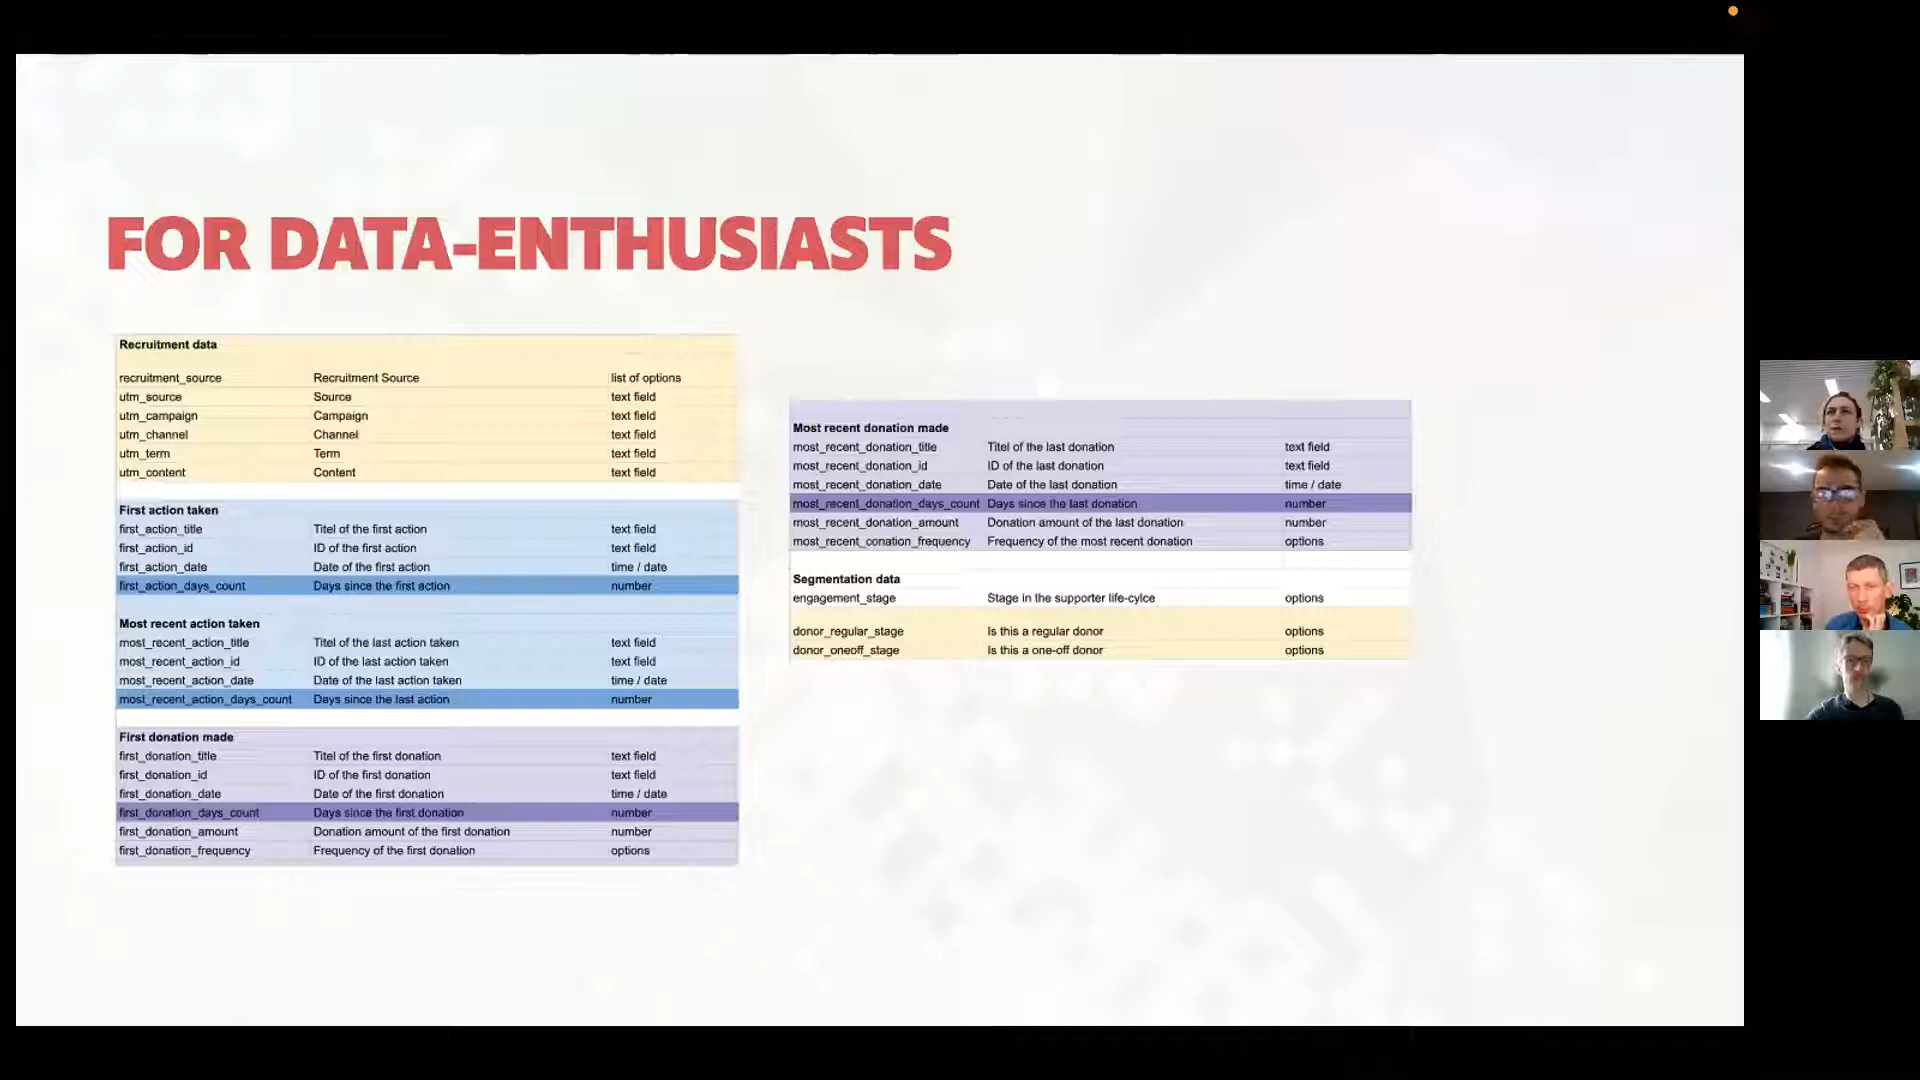 FOR DATA-ENTHUSIASTS
Recruitment data
recruitment_source Recruitment Source list of options
utm_source Source text field
utm_campaign Campaign text field
utm_channel Channel text field
utm_term Term text field
utm_content Content text field
First action taken
first_action_title Titel of the first action text field
first_action_id ID of the first action text field
first_action_date Date of the first action time / date
first_action_days_count Days since the first action number
Most recent action taken
most_recent_action_title Titel of the last action taken text field
most_recent_action_id ID of the last action taken text field
most_recent_action_date Date of the last action taken time / date
most_recent_action_days_count Days since the last action number
First donation made
first_donation_title Titel of the first donation text field
first_donation_id ID of the first donation text field
first_donation_date Date of the first donation time / date
first_donation_days_count Days since the first donation number
first_donation_amount Donation amount of the first donation number
first_donation_frequency Frequency of the first donation options
Most recent donation made
most_recent_donation_title Titel of the last donation text field
most_recent_donation_id ID of the last donation text field
most_recent_donation_date Date of the last donation time / date
most_recent_donation_days_count Days since the last donation number
most_recent_donation_amount Donation amount of the last donation number
most_recent_conation_frequency Frequency of the most recent donation options
Segmentation data
engagement_stage Stage in the supporter life-cylce options
donor_regular_stage Is this a regular donor options
donor_oneoff_stage Is this a one-off donor options